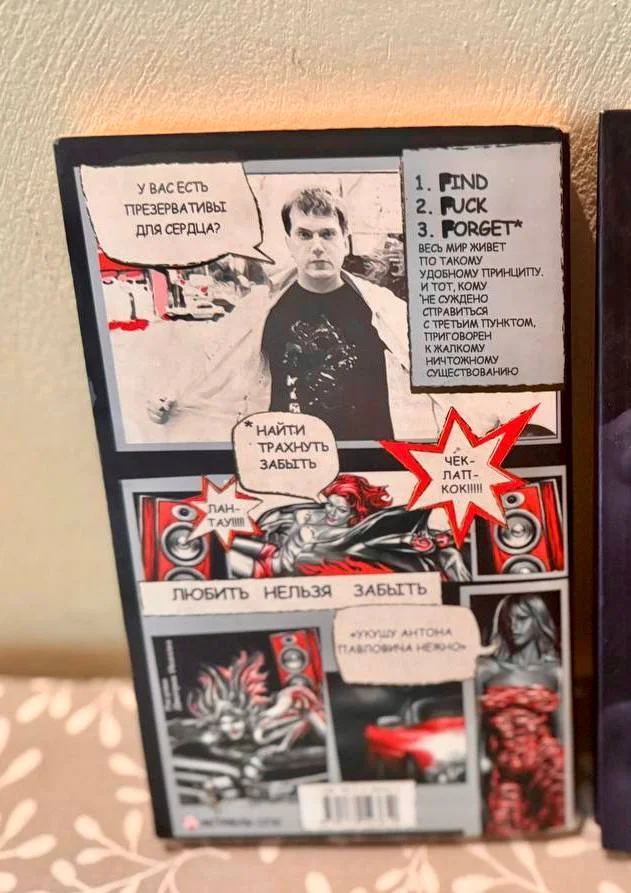 У ВАС ЕСТЬ
ПРЕЗЕРВАТИВЫ
ДЛЯ СЕРДЦА?
1. FIND
2. FUCK
3. FORGET*
ВЕСЬ МИР ЖИВЕТ
ПО ТАКОМУ
УДОБНОМУ ПРИНЦИПУ.
И ТОТ, КОМУ
НЕ СУЖДЕНО
СПРАВИТЬСЯ
С ТРЕТЬИМ ПУНКТОМ,
ПРИГОВОРЕН
К ЖАЛКОМУ
НИЧТОЖНОМУ
СУЩЕСТВОВАНИЮ
* НАЙТИ
ТРАХНУТЬ
ЗАБЫТЬ
ЧЕК-
ЛАП-
КОК!!!!!
ЛАН-
ТАУ!!!!!
ЛЮБИТЬ НЕЛЬЗЯ ЗАБЫТЬ
«УКУШУ АНТОНА
ПАВЛОВИЧА НЕЖНО»